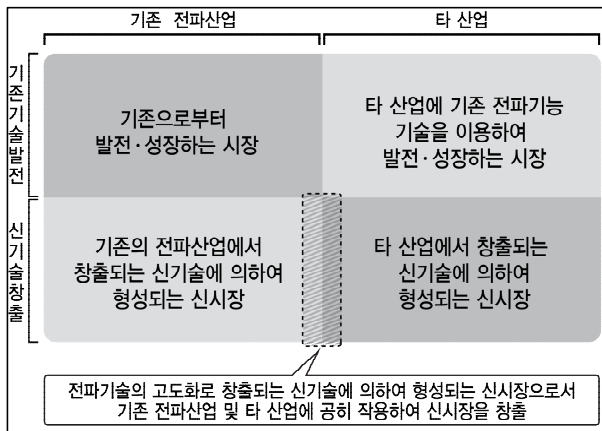 기존 전파산업
타 산업
기존기술발전
기존으로부터
발전·성장하는 시장
타 산업에 기존 전파기능
기술을 이용하여
발전·성장하는 시장
신기술창출
기존의 전파산업에서
창출되는 신기술에 의하여
형성되는 신시장
타 산업에서 창출되는
신기술에 의하여
형성되는 신시장
전파기술의 고도화로 창출되는 신기술에 의하여 형성되는 신시장으로서
기존 전파산업 및 타 산업에 공히 작용하여 신시장을 창출